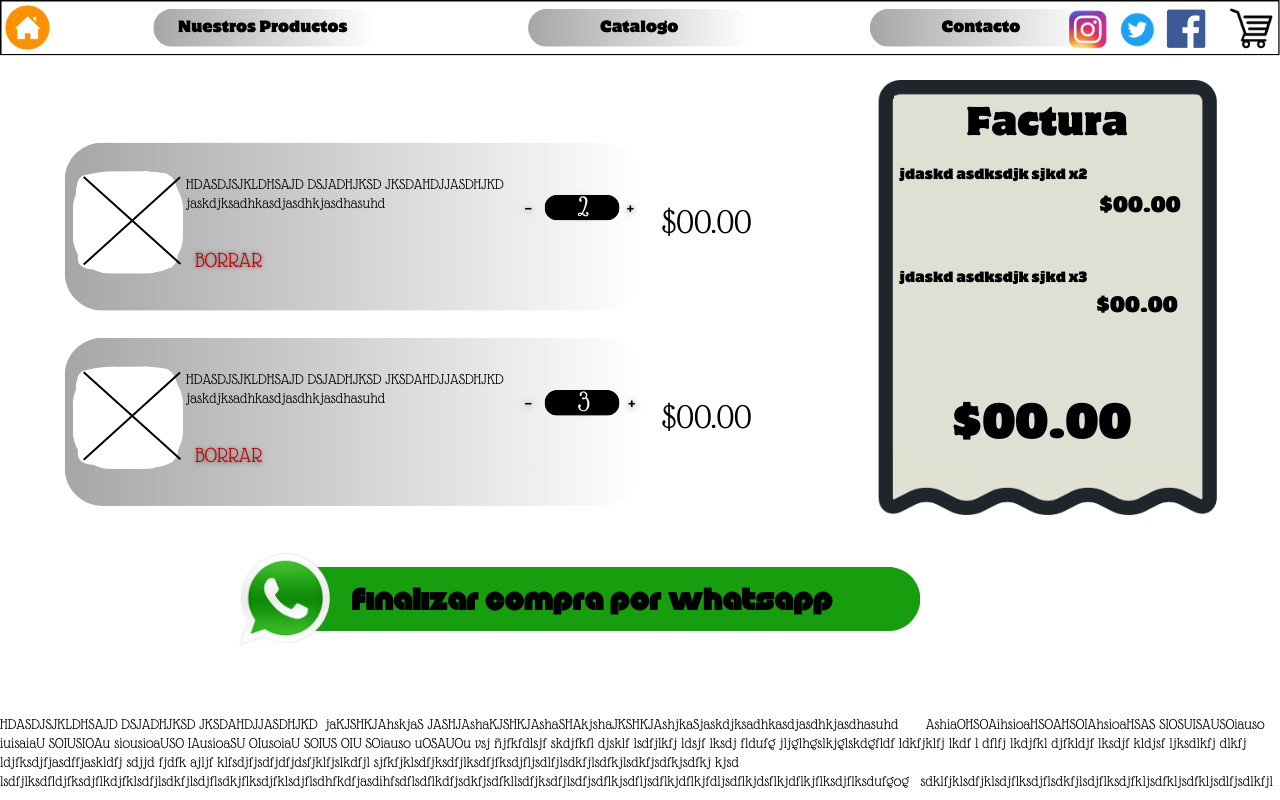 Nuestros Productos Catalogo Contacto
Factura
jdaskd asdksdjk sjkd x2
$00.00
jdaskd asdksdjk sjkd x3
$00.00
$00.00
HDASDJSJKLDHSAJD DSJADHJKSD JKSDAHDJJASDHJKD
jaskdjksadhkasdjasdhkjasdhasuhd
- 2 + $00.00
BORRAR
HDASDJSJKLDHSAJD DSJADHJKSD JKSDAHDJJASDHJKD
jaskdjksadhkasdjasdhkjasdhasuhd
- 3 + $00.00
BORRAR
Finalizar compra por whatsapp
HDASDJSJKLDHSAJD DSJADHJKSD JKSDAHDJJASDHJKD jaKJSHKJAhskjaS JASHJAshaKJSHKJAshaSHAkjshaJKSHKJAshjkaSjaskdjksadhkasdjasdhkjasdhasuhd AshiaOHSOAihsioaHSOAHSOIAhsioaHSAS SIOSUISAUSOiauso
iuisaiaU SOIUSIOAu siousioaUSO IAusioaSU OIusoiaU SOIUS OIU SOiauso uOSAUOu vsj ñjfkfdlsjf skdjfkfl djsklf lsdfjlkfj ldsjf lksdj fldufg jljglhgslkjglskdgfldf ldkfjklfj lkdf l dflfj lkdjfkl djfkldjf lksdjf kldjsf ljksdlkfj dlkfj
ldjfksdjfjasdffjaskldfj sdjjd fjdfk ajljf klfsdjfjsdfjdfjdsfjklfjslkdfjl sjfkfjklsdfjksdfjlksdfjfksdjfljsdlfjlsdkfjlsdfkjlsdkfjsdfkjsdfkj kjsd